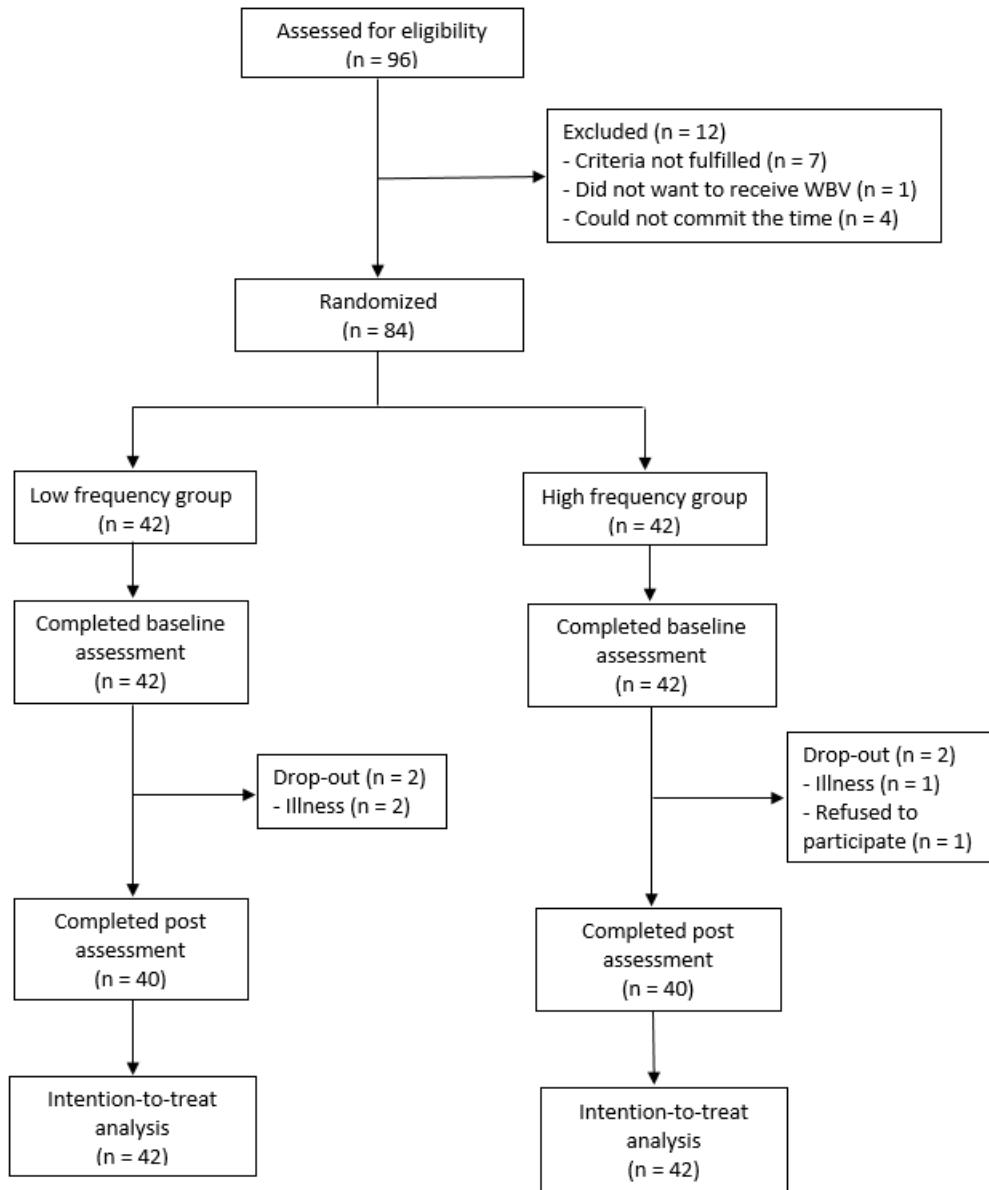 Assessed for eligibility
(n = 96)
Excluded (n = 12)
- Criteria not fulfilled (n = 7)
- Did not want to receive WBV (n = 1)
- Could not commit the time (n = 4)
Randomized
(n = 84)
Low frequency group
(n = 42)
High frequency group
(n = 42)
Completed baseline
assessment
(n = 42)
Completed baseline
assessment
(n = 42)
Drop-out (n = 2)
- Illness (n = 2)
Drop-out (n = 2)
- Illness (n = 1)
- Refused to
participate (n = 1)
Completed post
assessment
(n = 40)
Completed post
assessment
(n = 40)
Intention-to-treat
analysis
(n = 42)
Intention-to-treat
analysis
(n = 42)